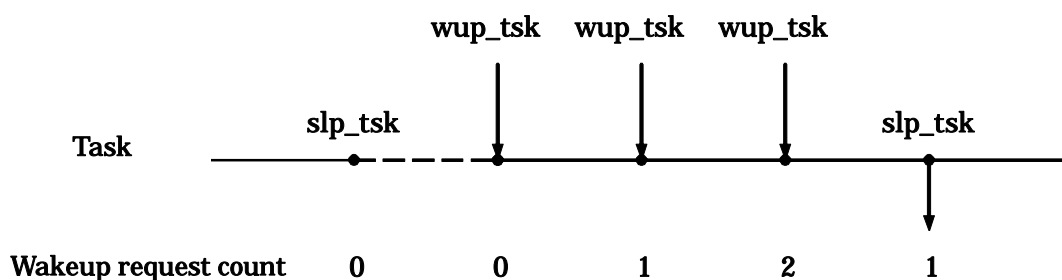 wup_tsk wup_tsk wup_tsk
slp_tsk slp_tsk
Task
Wakeup request count 0 0 1 2 1